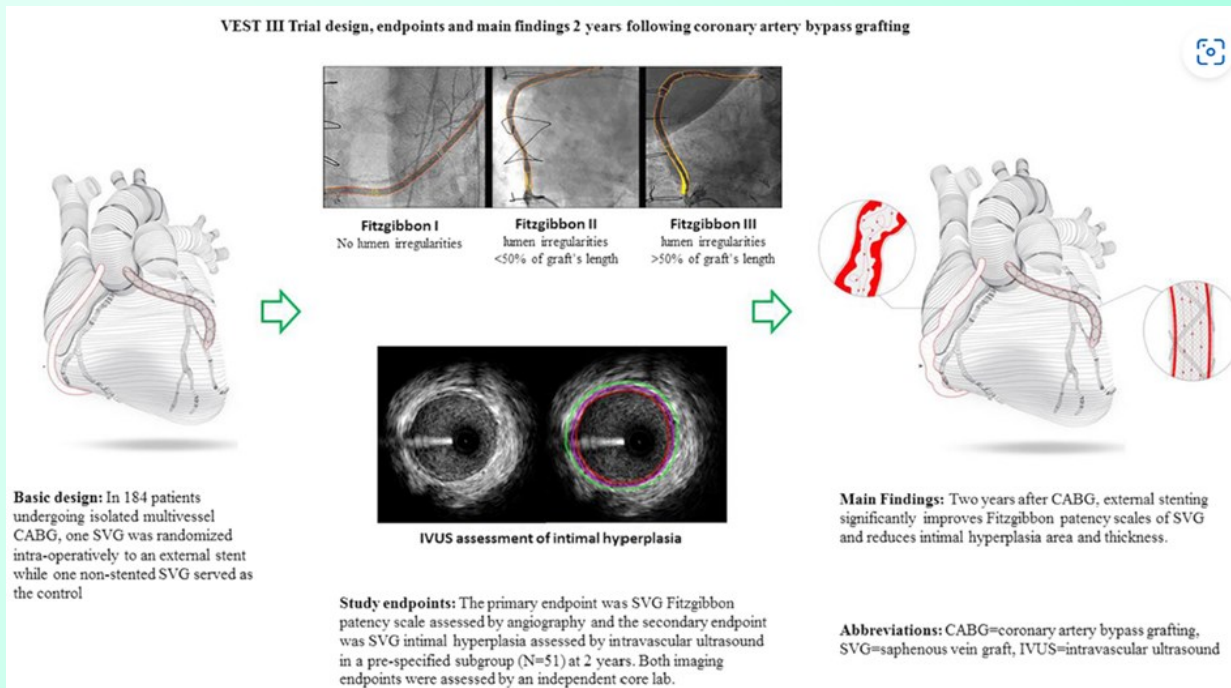 VEST III Trial design, endpoints and main findings 2 years following coronary artery bypass grafting
Fitzgibbon I
No lumen irregularities
Fitzgibbon II
lumen irregularities
<50% of graft's length
Fitzgibbon III
lumen irregularities
>50% of graft's length
IVUS assessment of intimal hyperplasia
Basic design: In 184 patients
undergoing isolated multivessel
CABG, one SVG was randomized
intra-operatively to an external stent
while one non-stented SVG served as
the control
Study endpoints: The primary endpoint was SVG Fitzgibbon
patency scale assessed by angiography and the secondary endpoint
was SVG intimal hyperplasia assessed by intravascular ultrasound
in a pre-specified subgroup (N=51) at 2 years. Both imaging
endpoints were assessed by an independent core lab.
Main Findings: Two years after CABG, external stenting
significantly improves Fitzgibbon patency scales of SVG
and reduces intimal hyperplasia area and thickness.
Abbreviations: CABG=coronary artery bypass grafting,
SVG=saphenous vein graft, IVUS=intravascular ultrasound